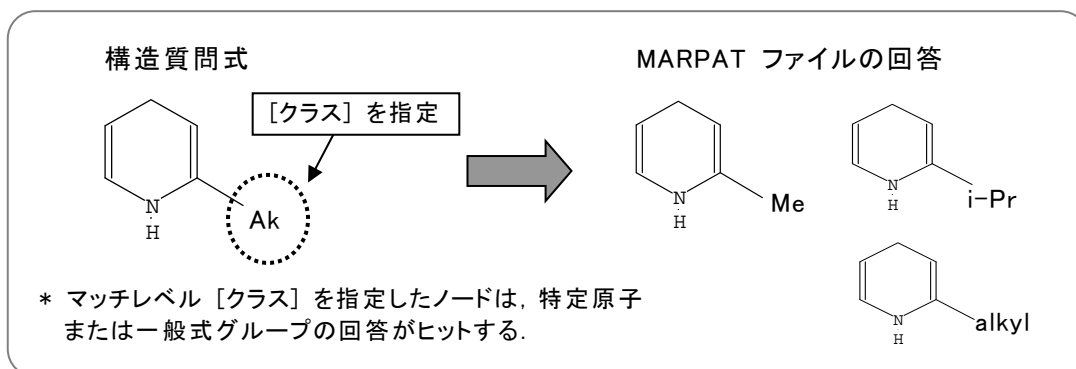 構造質問式
MARPAT ファイルの回答
[クラス] を指定
N
H
Ak
N
H
Me
N
H
i-Pr
N
H
alkyl
* マッチレベル [クラス] を指定したノードは, 特定原子
または一般式グループの回答がヒットする.